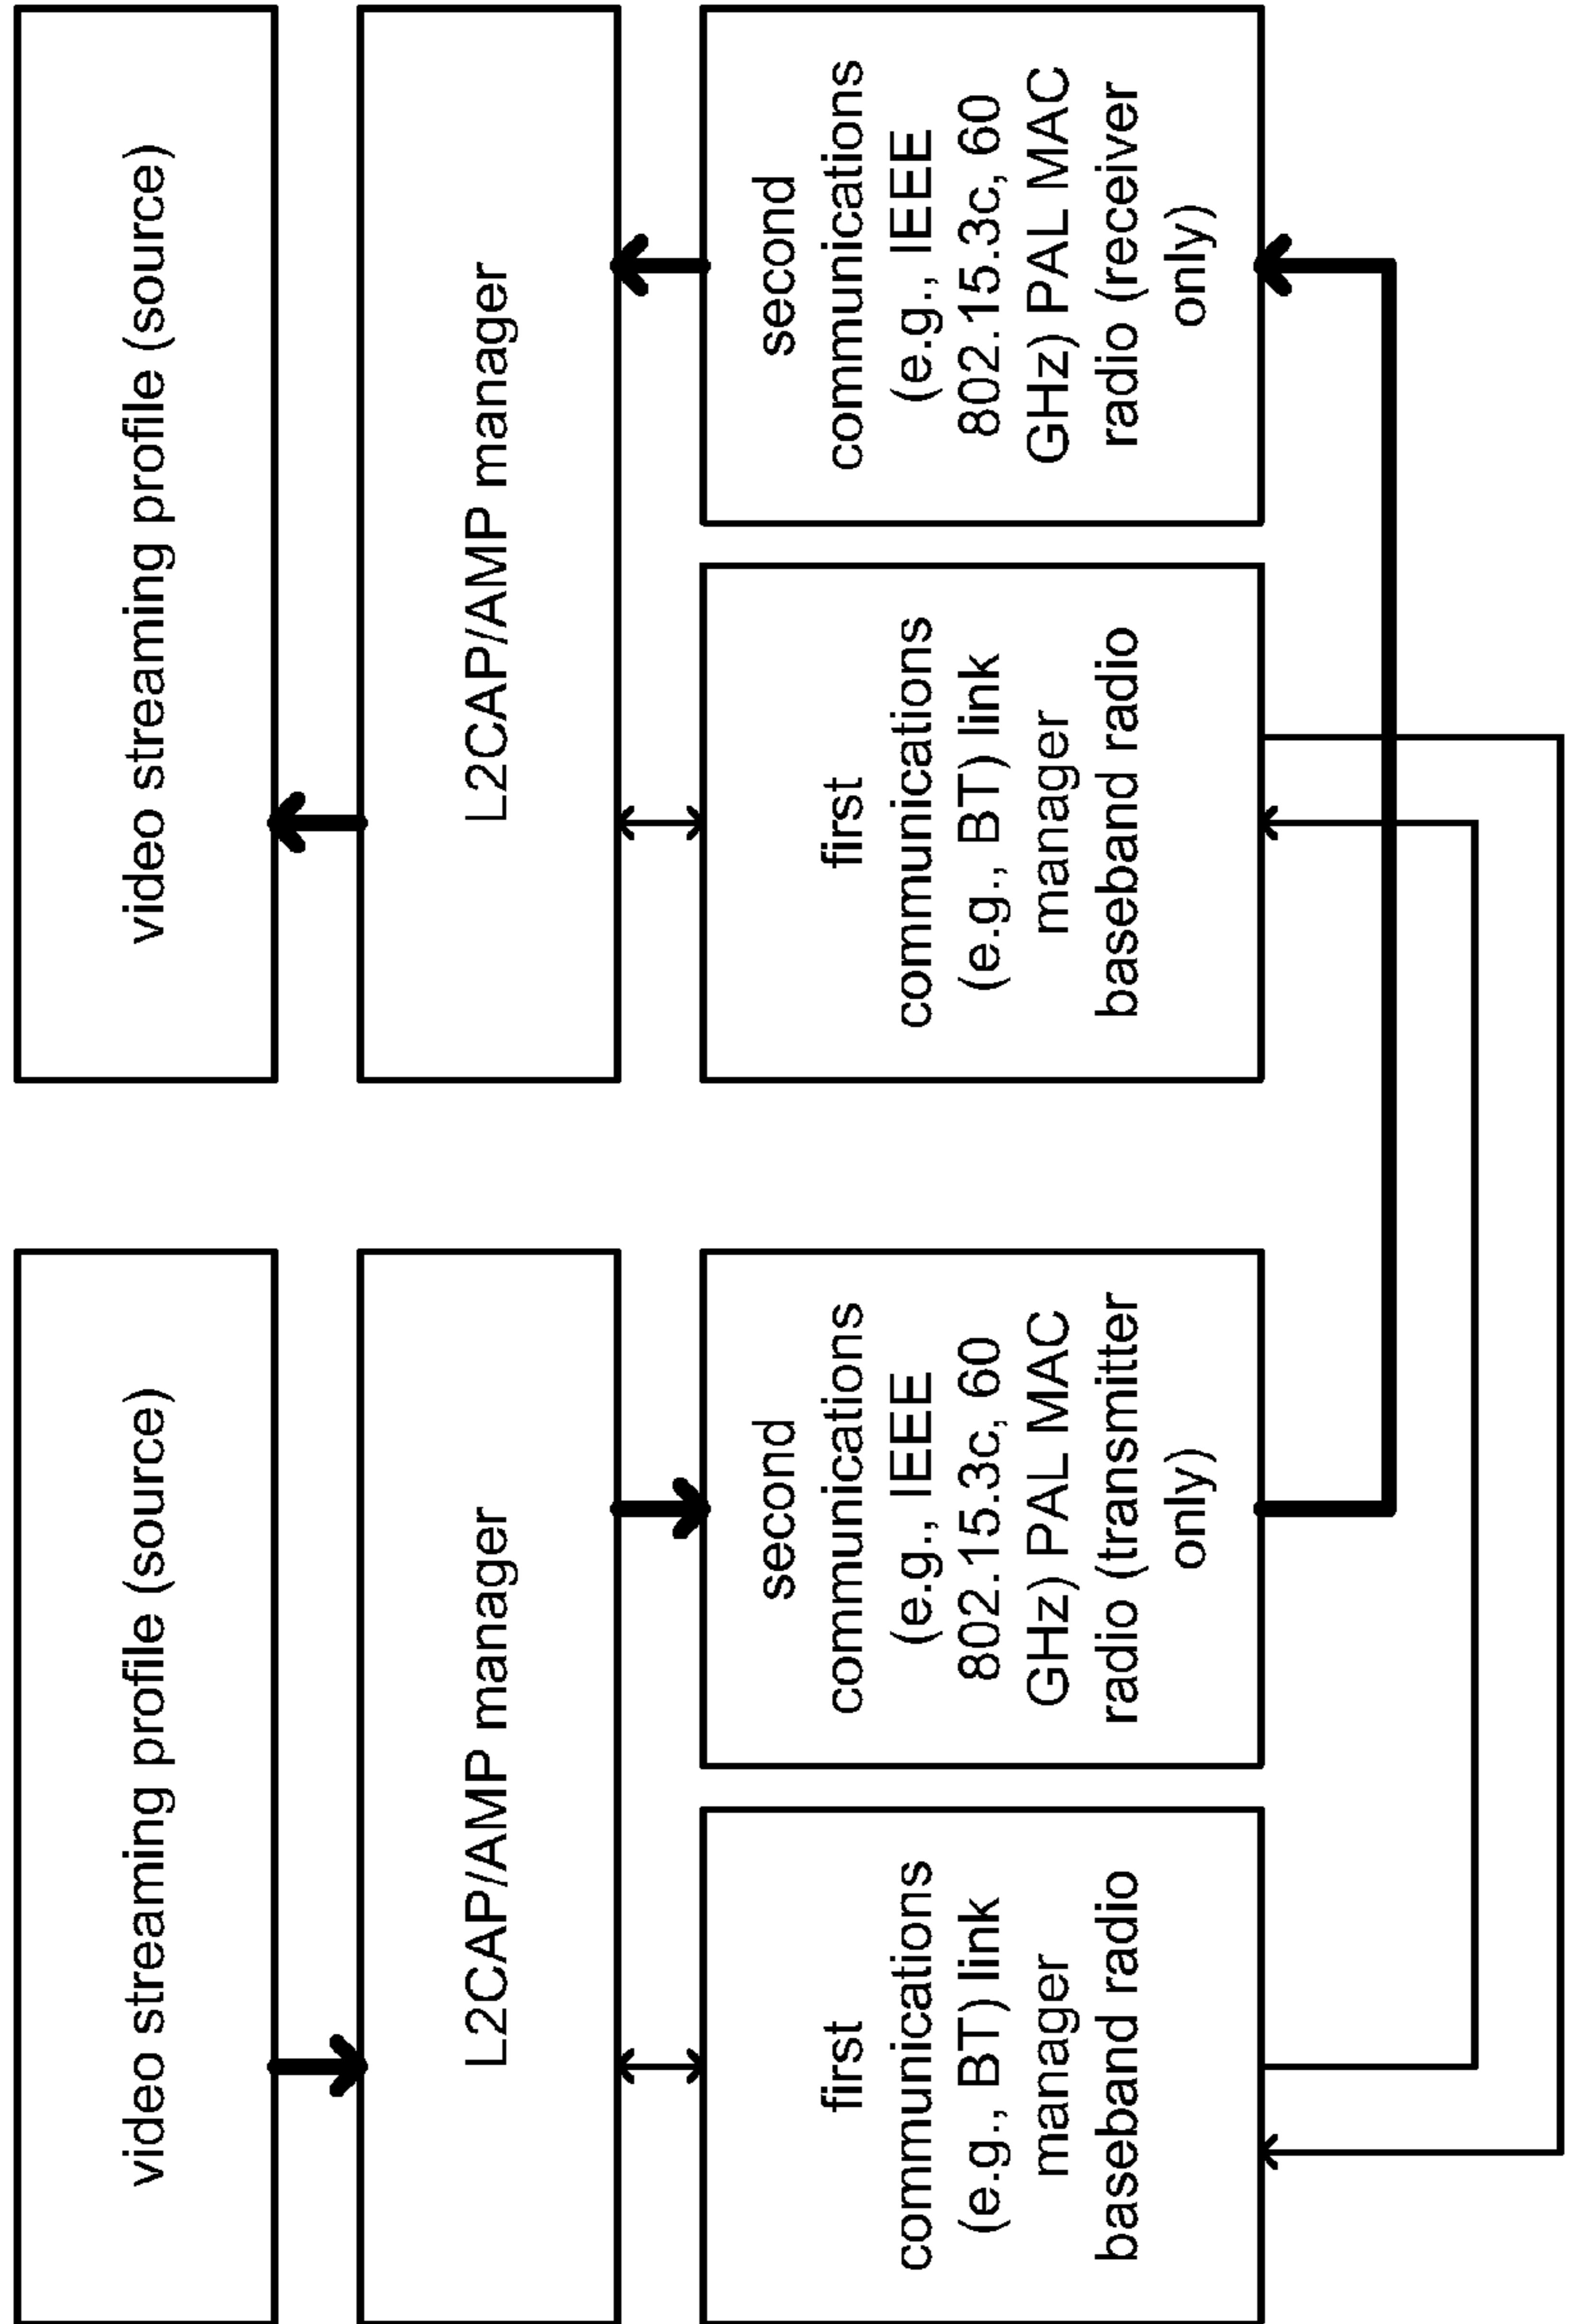 video streaming profile (source)
L2CAP/AMP manager
first
communications
(e.g., BT) link
manager
baseband radio
second
communications
(e.g., IEEE
802.15.3c, 60
GHz) PAL MAC
radio (transmitter
only)
video streaming profile (source)
L2CAP/AMP manager
first
communications
(e.g., BT) link
manager
baseband radio
second
communications
(e.g., IEEE
802.15.3c, 60
GHz) PAL MAC
radio (receiver
only)